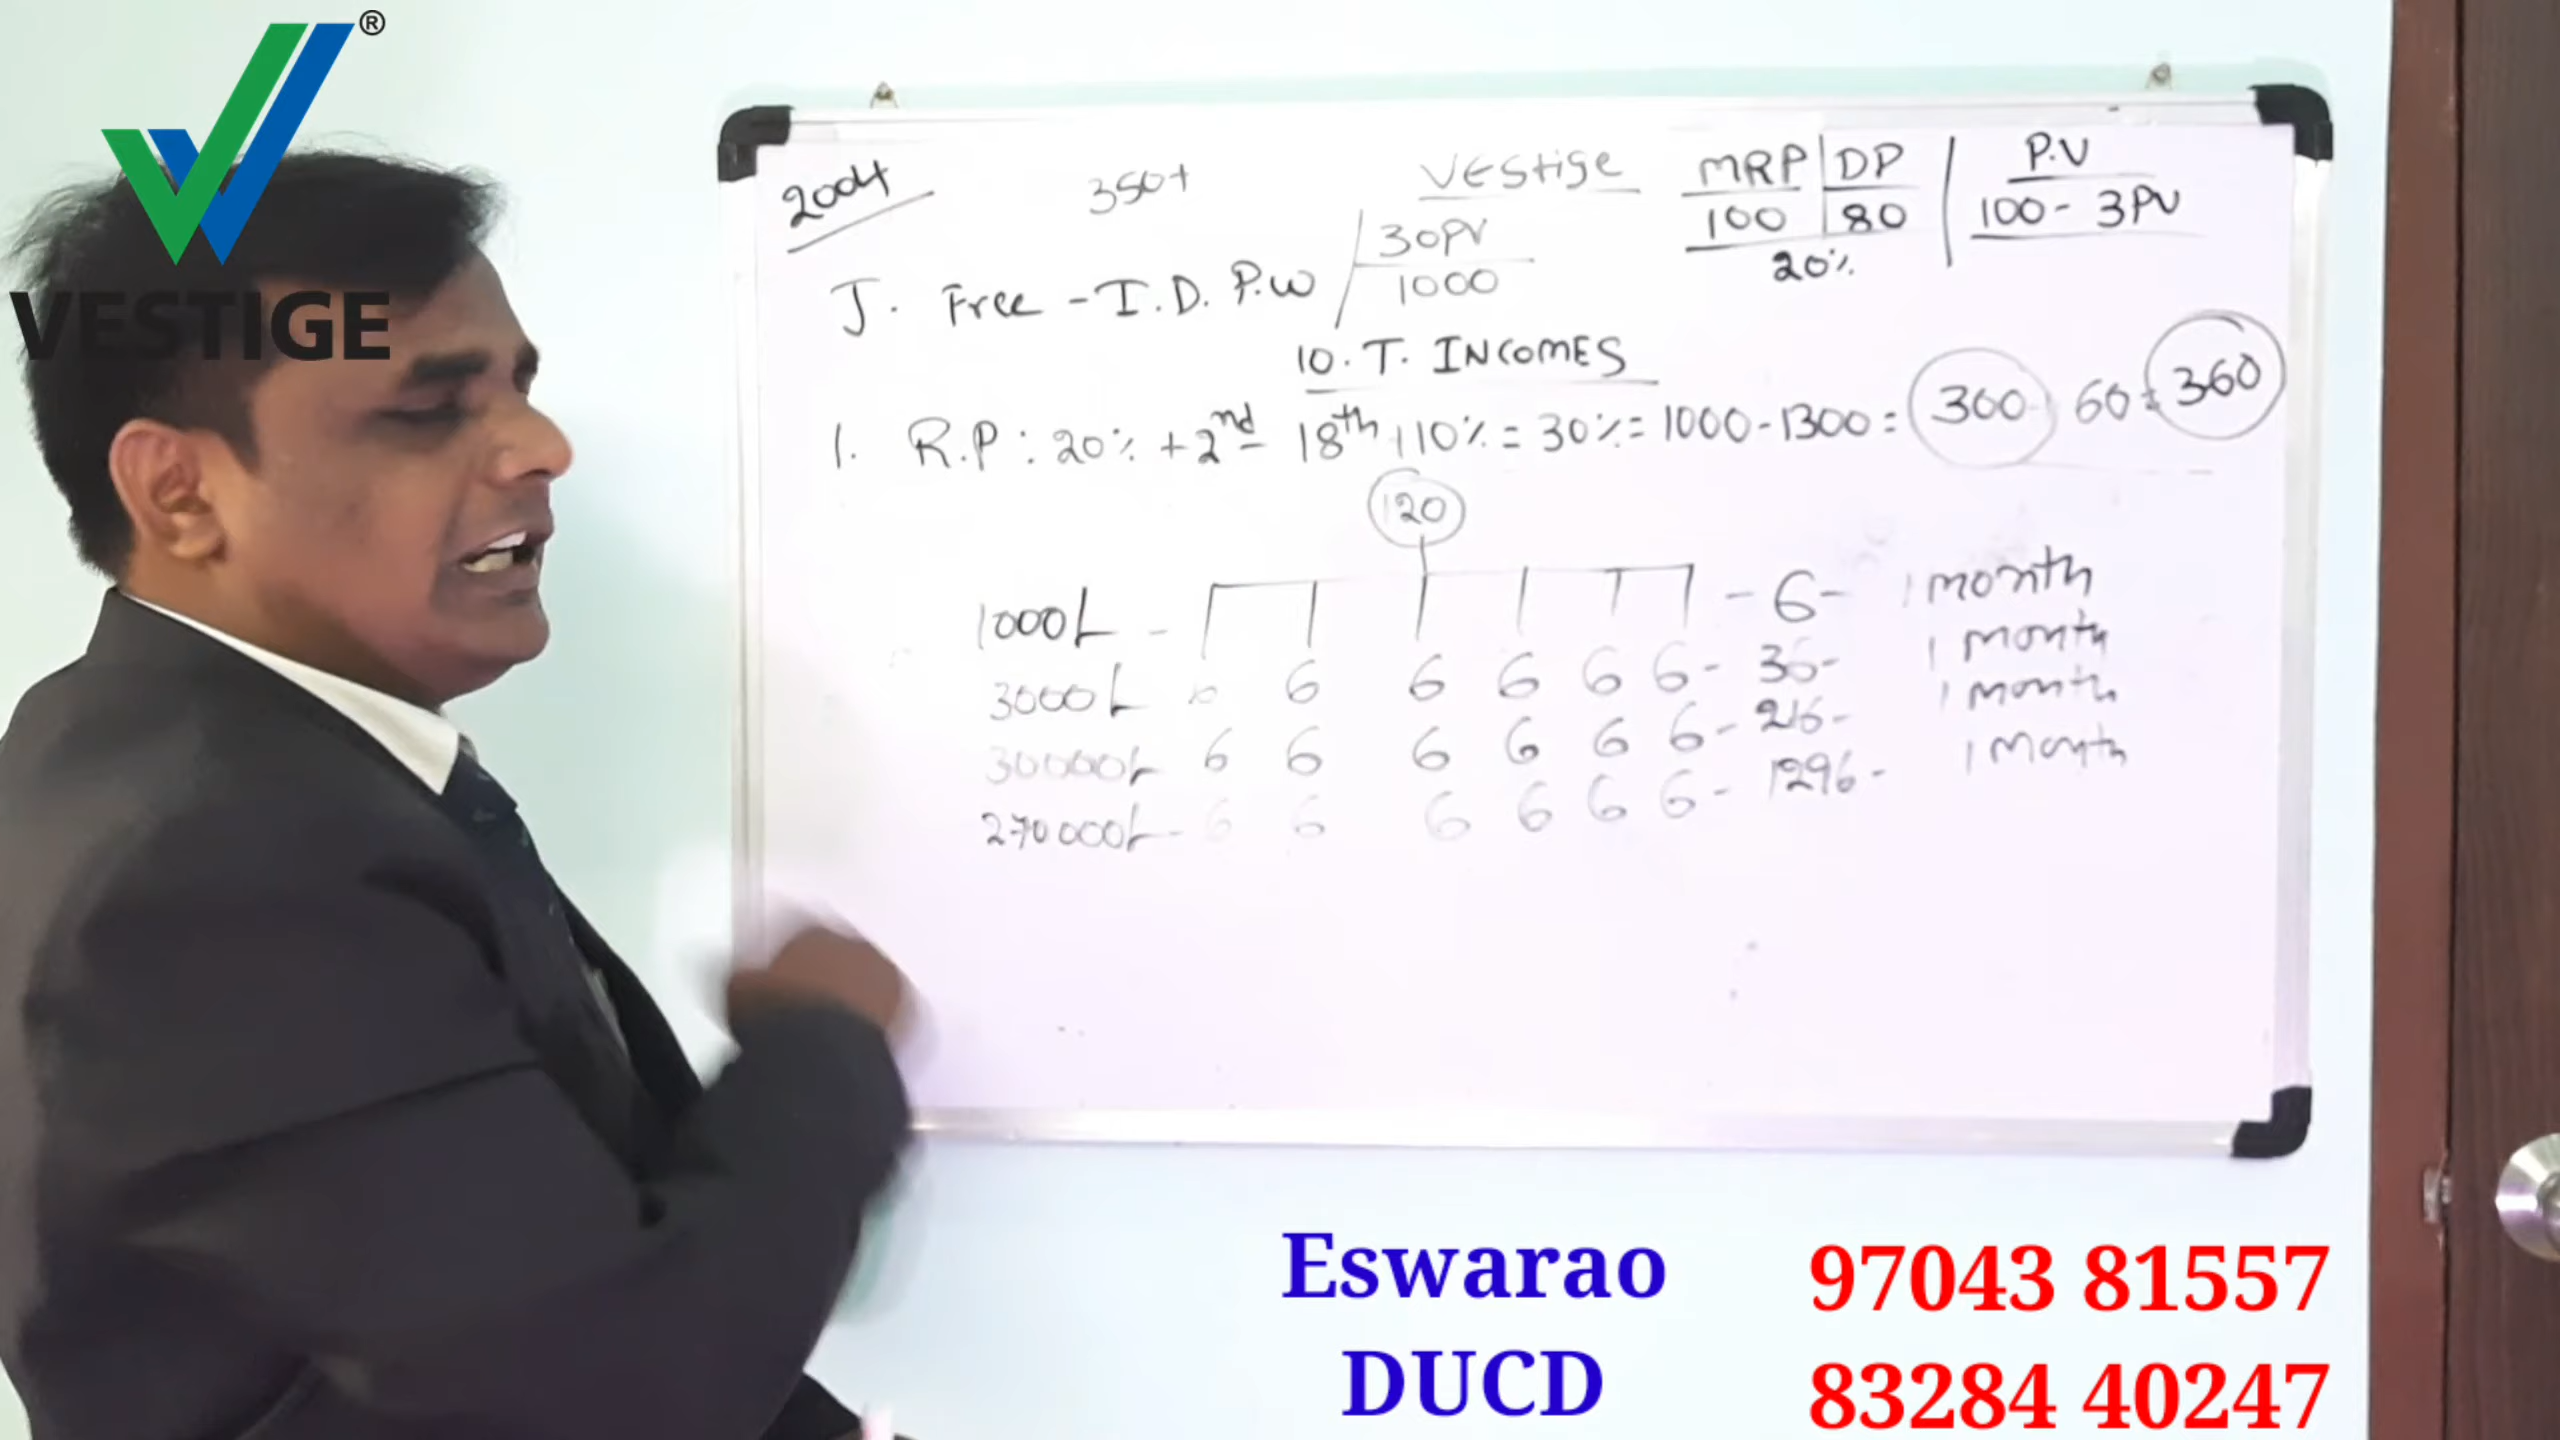 VESTIGE ®
2004 350+ VEStige MRP DP P.V
30PV 100 80 100 - 3PV
J. Free - I.D. P.W 1000 20%
10. T. INCOMES
1. R.P : 20% + 2nd 18th 110% = 30% = 1000 - 1300 = 300 60 = 360
120
1000L - - 6 - 1 month
3000L 6 6 6 6 6 - 36 - 1 month
30000L 6 6 6 6 6 6 - 216 - 1 month
270000L - 6 6 6 6 6 6 - 1296 - 1 month
Eswarao 97043 81557
DUCD 83284 40247